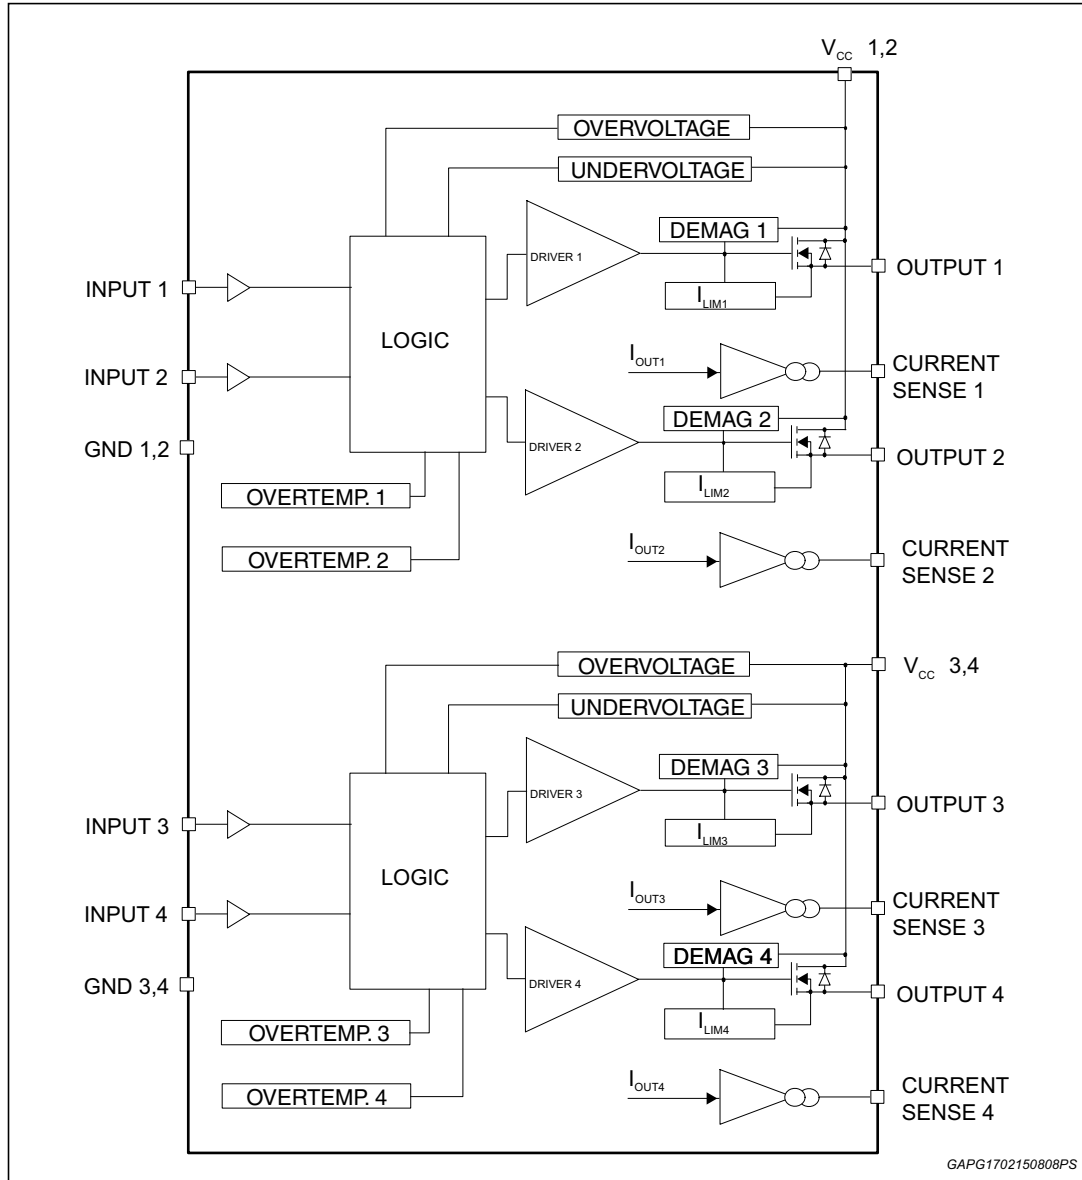 V_CC 1,2
OVERVOLTAGE
UNDERVOLTAGE
DEMAG 1
DRIVER 1
I_LIM1
OUTPUT 1
INPUT 1
LOGIC
I_OUT1
CURRENT
SENSE 1
INPUT 2
DEMAG 2
DRIVER 2
I_LIM2
OUTPUT 2
GND 1,2
OVERTEMP. 1
OVERTEMP. 2
I_OUT2
CURRENT
SENSE 2
OVERVOLTAGE
V_CC 3,4
UNDERVOLTAGE
DEMAG 3
DRIVER 3
I_LIM3
OUTPUT 3
INPUT 3
LOGIC
I_OUT3
CURRENT
SENSE 3
INPUT 4
DEMAG 4
DRIVER 4
I_LIM4
OUTPUT 4
GND 3,4
OVERTEMP. 3
OVERTEMP. 4
I_OUT4
CURRENT
SENSE 4
GAPG1702150808PS